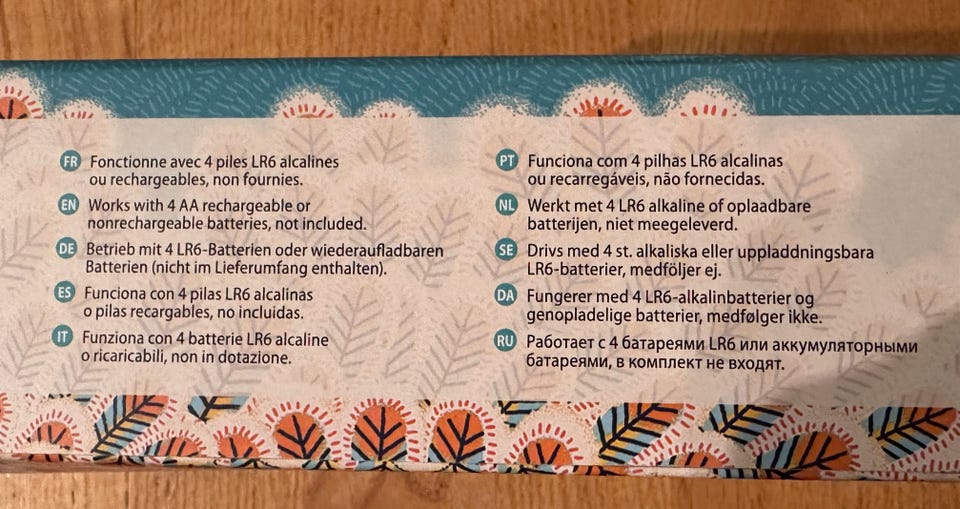 FR Fonctionne avec 4 piles LR6 alcalines
ou rechargeables, non fournies.
EN Works with 4 AA rechargeable or
nonrechargeable batteries, not included.
DE Betrieb mit 4 LR6-Batterien oder wiederaufladbaren
Batterien (nicht im Lieferumfang enthalten).
ES Funciona con 4 pilas LR6 alcalinas
o pilas recargables, no incluidas.
IT Funziona con 4 batterie LR6 alcaline
o ricaricabili, non in dotazione.
PT Funciona com 4 pilhas LR6 alcalinas
ou recarregáveis, não fornecidas.
NL Werkt met 4 LR6 alkaline of oplaadbare
batterijen, niet meegeleverd.
SE Drivs med 4 st. alkaliska eller uppladdningsbara
LR6-batterier, medföljer ej.
DA Fungerer med 4 LR6-alkalinbatterier og
genopladelige batterier, medfølger ikke.
RU Работает с 4 батареями LR6 или аккумуляторными
батареями, в комплект не входят.